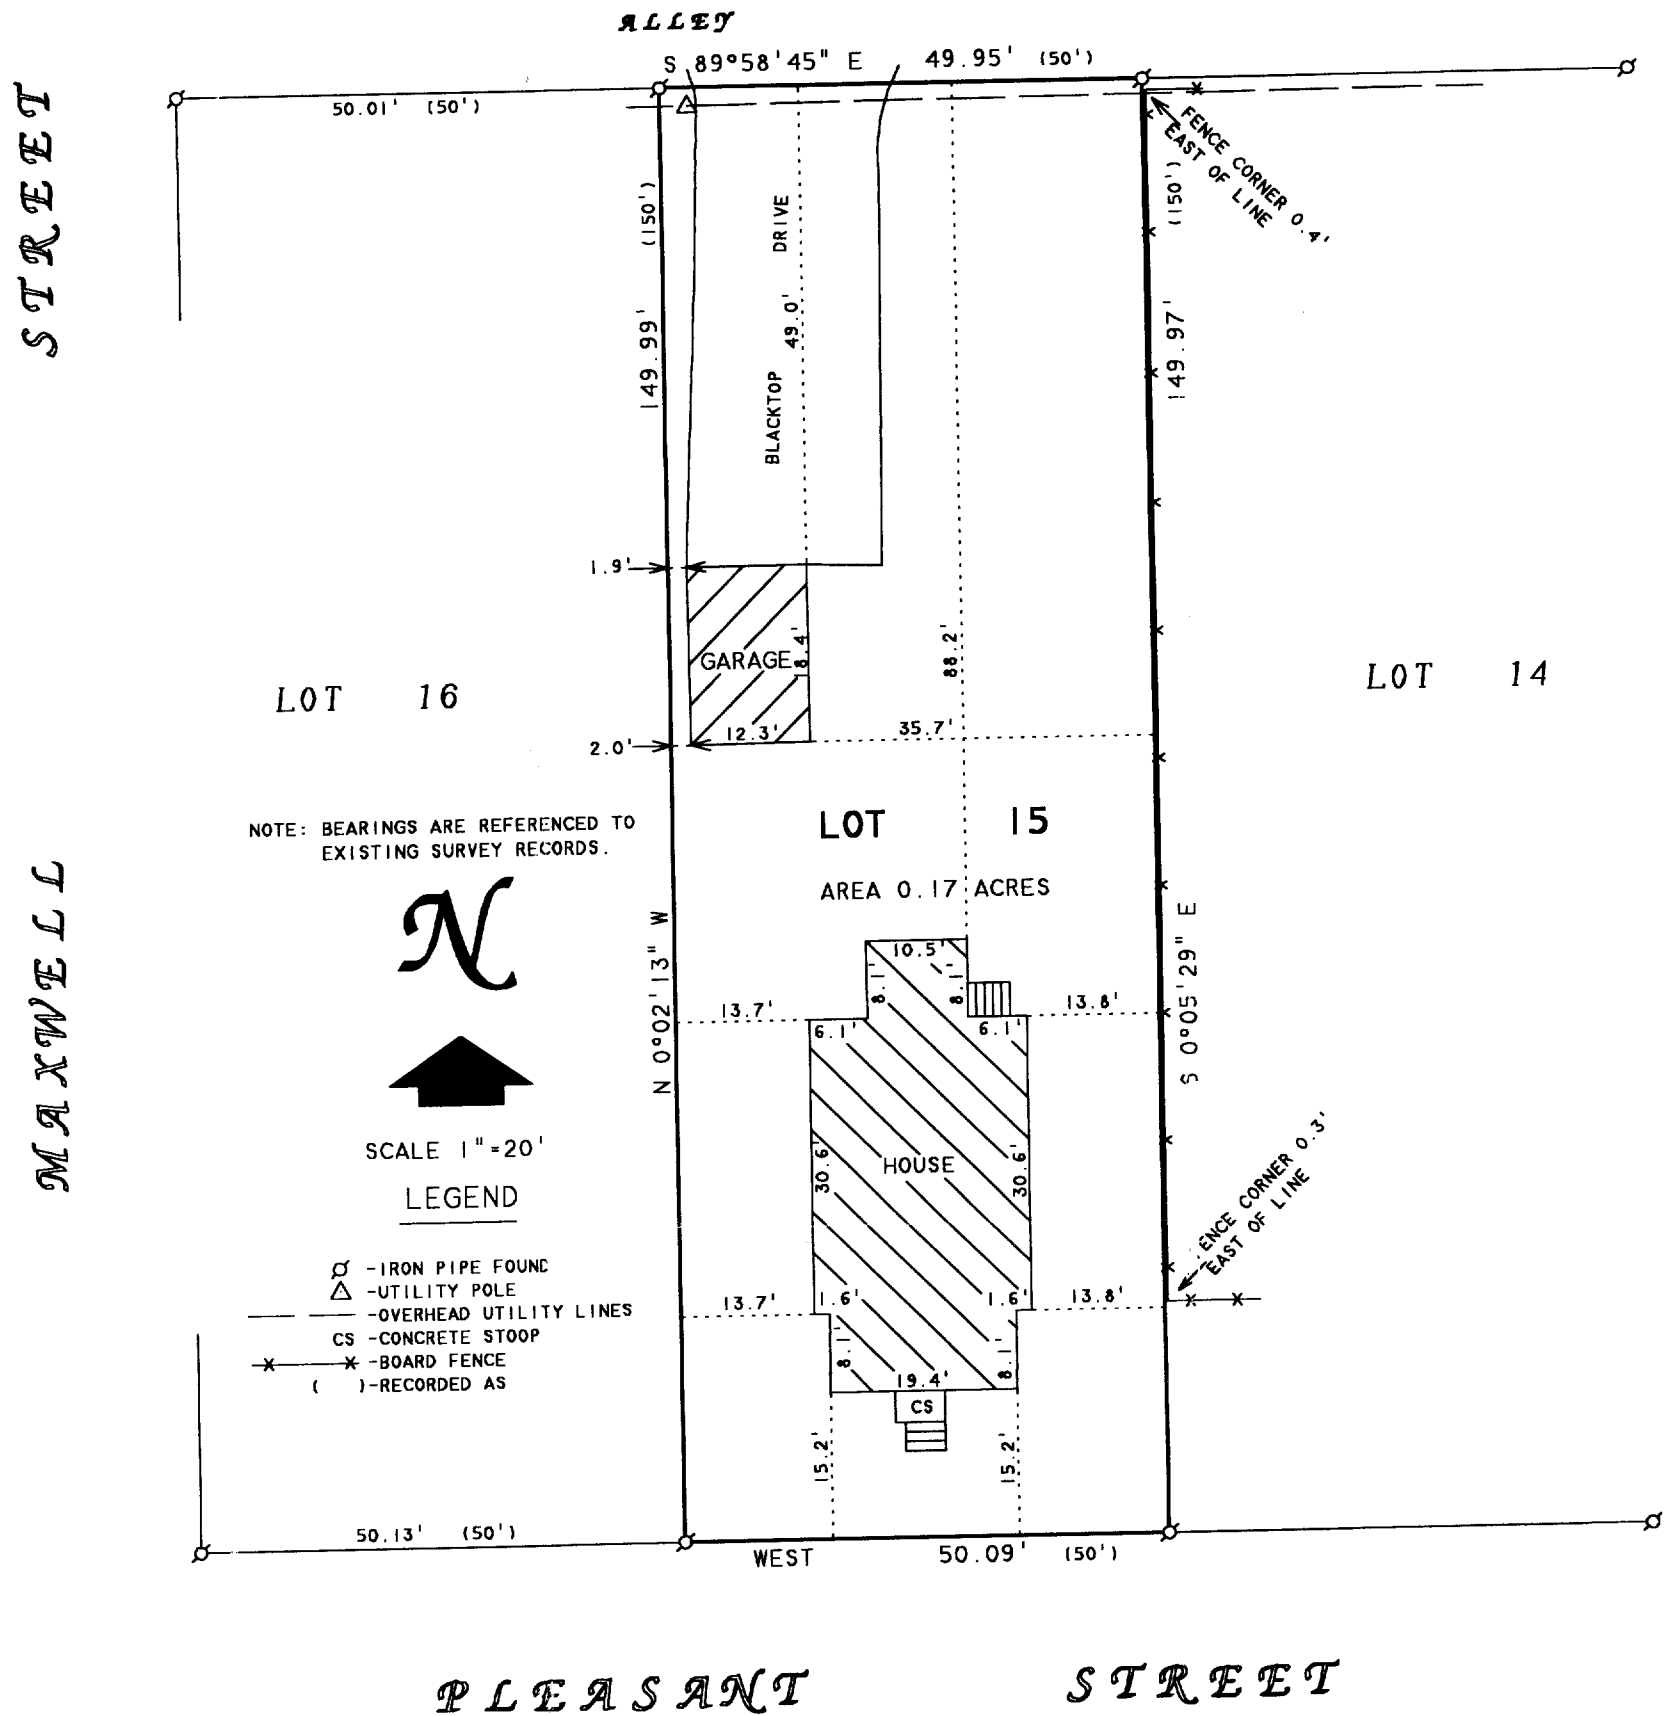 ALLEY
S 89°58'45" E 49.95' (50')
50.01' (50')
STREET
FENCE CORNER 0.4'
EAST OF LINE
(150')
(150')
DRIVE
49.0'
149.99'
149.97'
BLACKTOP
1.9'
GARAGE
18.4'
88.2'
LOT 16
LOT 14
12.3'
35.7'
2.0'
LOT 15
NOTE: BEARINGS ARE REFERENCED TO
EXISTING SURVEY RECORDS.
AREA 0.17 ACRES
N
MAXWELL
N 0°02'13" W
S 0°05'29" E
10.5'
8.1'
8.1'
13.7'
13.8'
6.1'
6.1'
SCALE 1"=20'
HOUSE
30.6'
30.6'
LEGEND
ENCE CORNER 0.3'
EAST OF LINE
-IRON PIPE FOUND
-UTILITY POLE
-OVERHEAD UTILITY LINES
CS -CONCRETE STOOP
-BOARD FENCE
( )-RECORDED AS
13.7'
1.6'
1.6'
13.8'
8.1'
8.1'
19.4'
CS
15.2'
15.2'
50.13' (50')
WEST 50.09' (50')
PLEASANT STREET